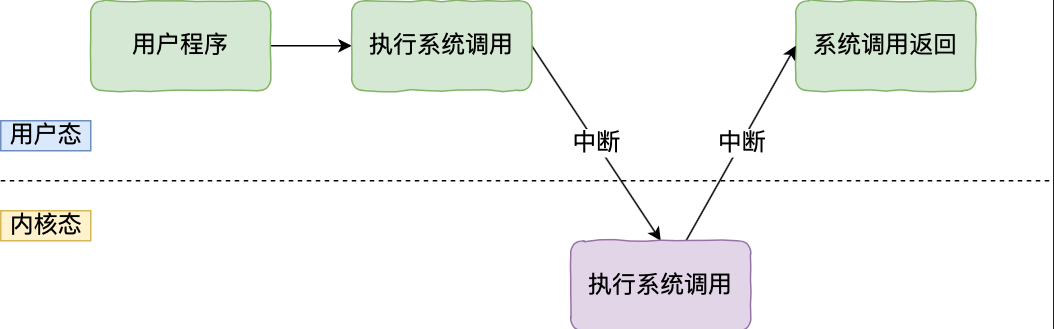 用户程序
执行系统调用
系统调用返回
用户态
中断
中断
内核态
执行系统调用